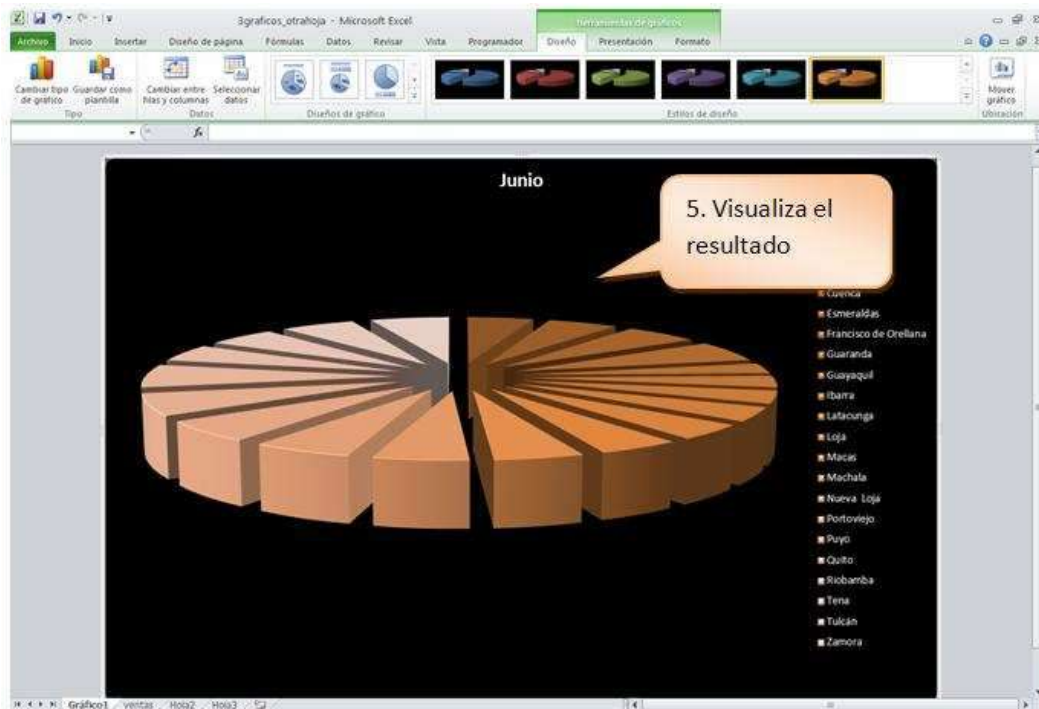 3graficos_otrahoja - Microsoft Excel
Herramientas de gráficos
Archivo Inicio Insertar Diseño de página Fórmulas Datos Revisar Vista Programador Diseño Presentación Formato
Cambiar tipo de gráfico
Guardar como plantilla
Cambiar entre filas y columnas
Seleccionar datos
Mover gráfico
Tipo Datos Diseños de gráfico Estilos de diseño Ubicación
fx
Junio
5. Visualiza el
resultado
Cuenca
Esmeraldas
Francisco de Orellana
Guaranda
Guayaquil
Ibarra
Latacunga
Loja
Macas
Machala
Nueva Loja
Portoviejo
Puyo
Quito
Riobamba
Tena
Tulcán
Zamora
Gráfico1 ventas Hoja2 Hoja3